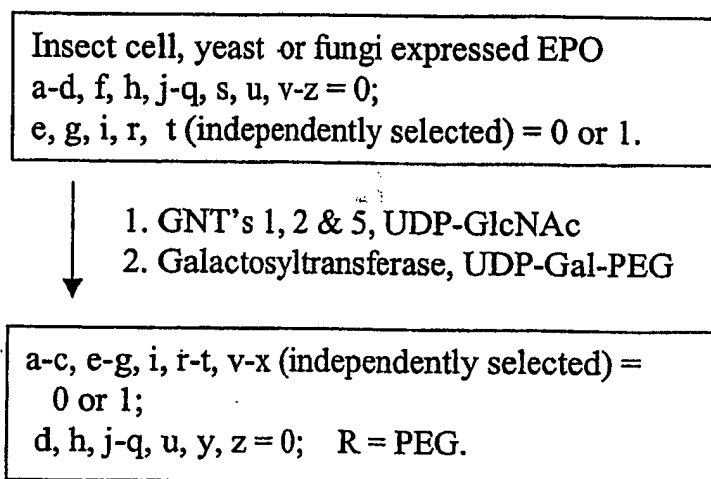 Insect cell, yeast or fungi expressed EPO
a-d, f, h, j-q, s, u, v-z = 0;
e, g, i, r, t (independently selected) = 0 or 1.
1. GNT's 1, 2 & 5, UDP-GlcNAc
2. Galactosyltransferase, UDP-Gal-PEG
a-c, e-g, i, r-t, v-x (independently selected) =
0 or 1;
d, h, j-q, u, y, z = 0; R = PEG.